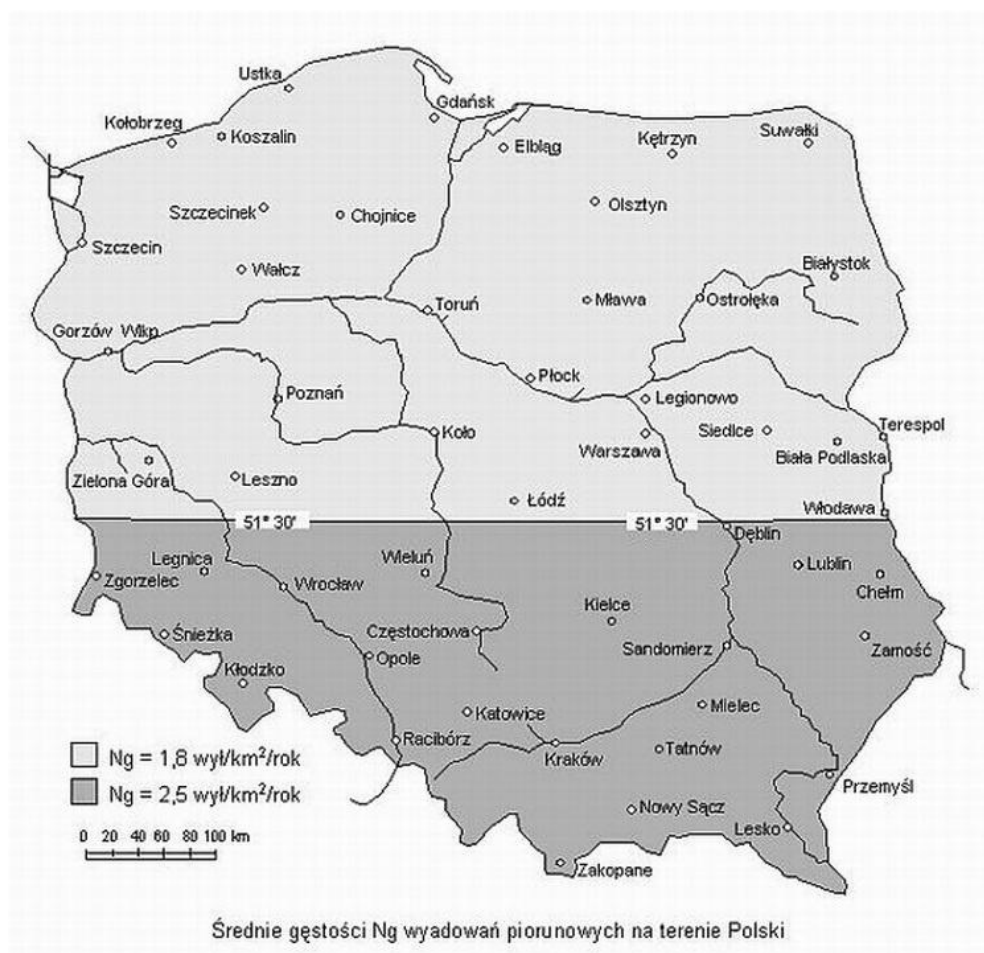 Ustka
Gdańsk
Kołobrzeg
Koszalin
Elbląg
Kętrzyn
Suwałki
Szczecinek
Chojnice
Olsztyn
Szczecin
Wałcz
Białystok
Toruń
Mława
Ostrołęka
Gorzów Wlkp.
Płock
Poznań
Legionowo
Koło
Warszawa
Siedlce
Terespol
Biała Podlaska
Zielona Góra
Leszno
Łódź
Włodawa
51° 30'
51° 30'
Dęblin
Legnica
Zgorzelec
Wrocław
Wieluń
Lublin
Chełm
Kielce
Śnieżka
Częstochowa
Opole
Sandomierz
Zamość
Kłodzko
Katowice
Mielec
Racibórz
Kraków
Tatnów
Przemyśl
Ng = 1,8 wył/km²/rok
Ng = 2,5 wył/km²/rok
Nowy Sącz
Lesko
0 20 40 60 80 100 km
Zakopane
Średnie gęstości Ng wyadowań piorunowych na terenie Polski